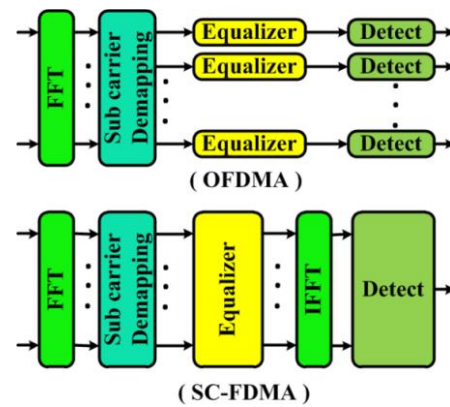 FFT
Sub carrier
Demapping
Equalizer
Detect
Equalizer
Detect
Equalizer
Detect
( OFDMA )
FFT
Sub carrier
Demapping
Equalizer
IFFT
Detect
( SC-FDMA )